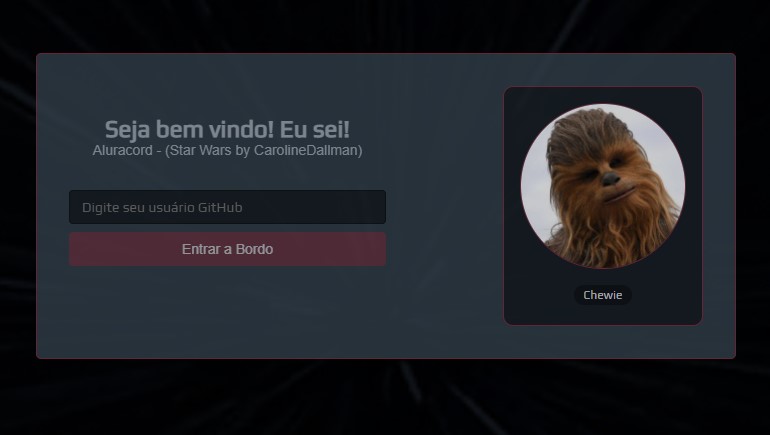 Seja bem vindo! Eu sei!
Aluracord - (Star Wars by CarolineDallman)
Digite seu usuário GitHub
Entrar a Bordo
Chewie